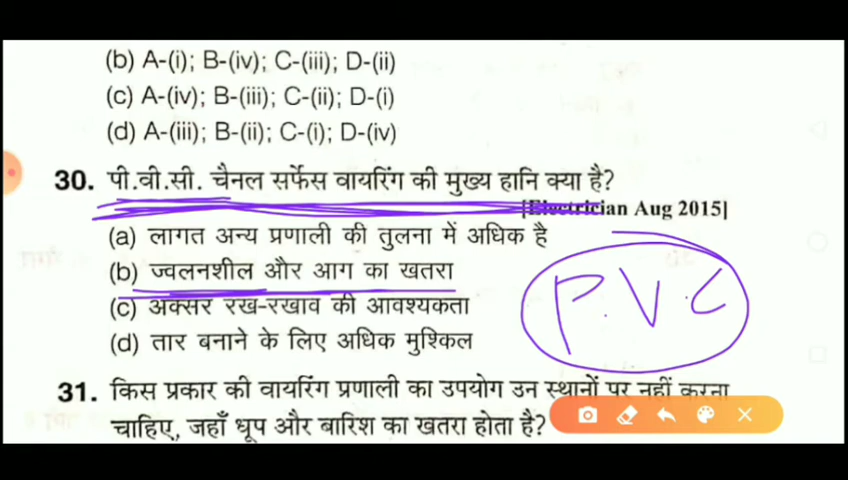 (b) A-(i); B-(iv); C-(iii); D-(ii)
(c) A-(iv); B-(iii); C-(ii); D-(i)
(d) A-(iii); B-(ii); C-(i); D-(iv)
30. पी.वी.सी. चैनल सर्फेस वायरिंग की मुख्य हानि क्या है?
[Electrician Aug 2015]
(a) लागत अन्य प्रणाली की तुलना में अधिक है
(b) ज्वलनशील और आग का खतरा
(c) अक्सर रख-रखाव की आवश्यकता
(d) तार बनाने के लिए अधिक मुश्किल
P.V.C
31. किस प्रकार की वायरिंग प्रणाली का उपयोग उन स्थानों पर नहीं करना
चाहिए, जहाँ धूप और बारिश का खतरा होता है?